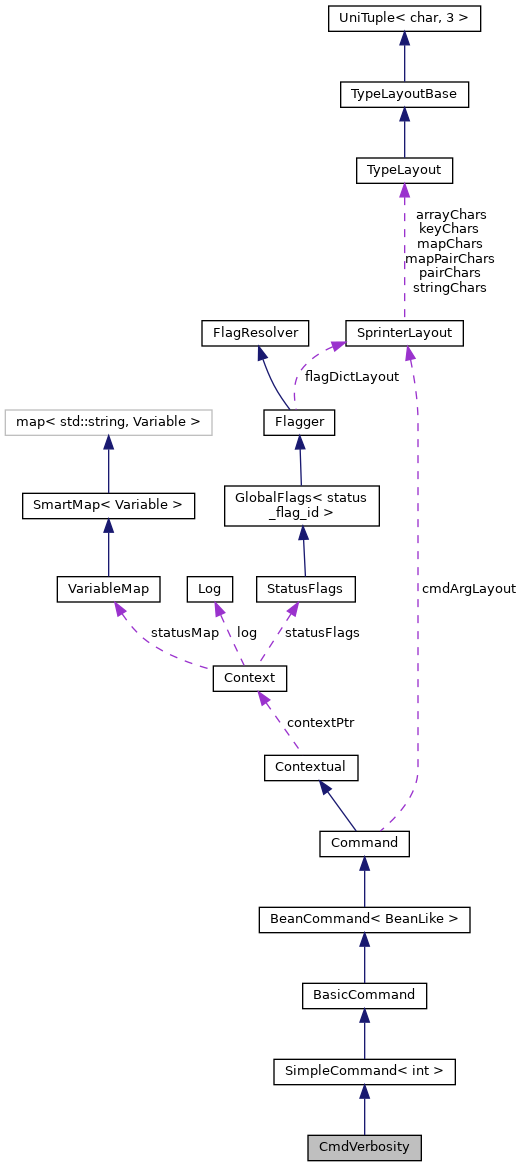 UniTuple< char, 3 >
TypeLayoutBase
TypeLayout
arrayChars
keyChars
mapChars
mapPairChars
pairChars
stringChars
FlagResolver
SprinterLayout
flagDictLayout
map< std::string, Variable >
Flagger
SmartMap< Variable >
GlobalFlags< status
_flag_id >
VariableMap
Log
StatusFlags
cmdArgLayout
statusMap
log
statusFlags
Context
contextPtr
Contextual
Command
BeanCommand< BeanLike >
BasicCommand
SimpleCommand< int >
CmdVerbosity